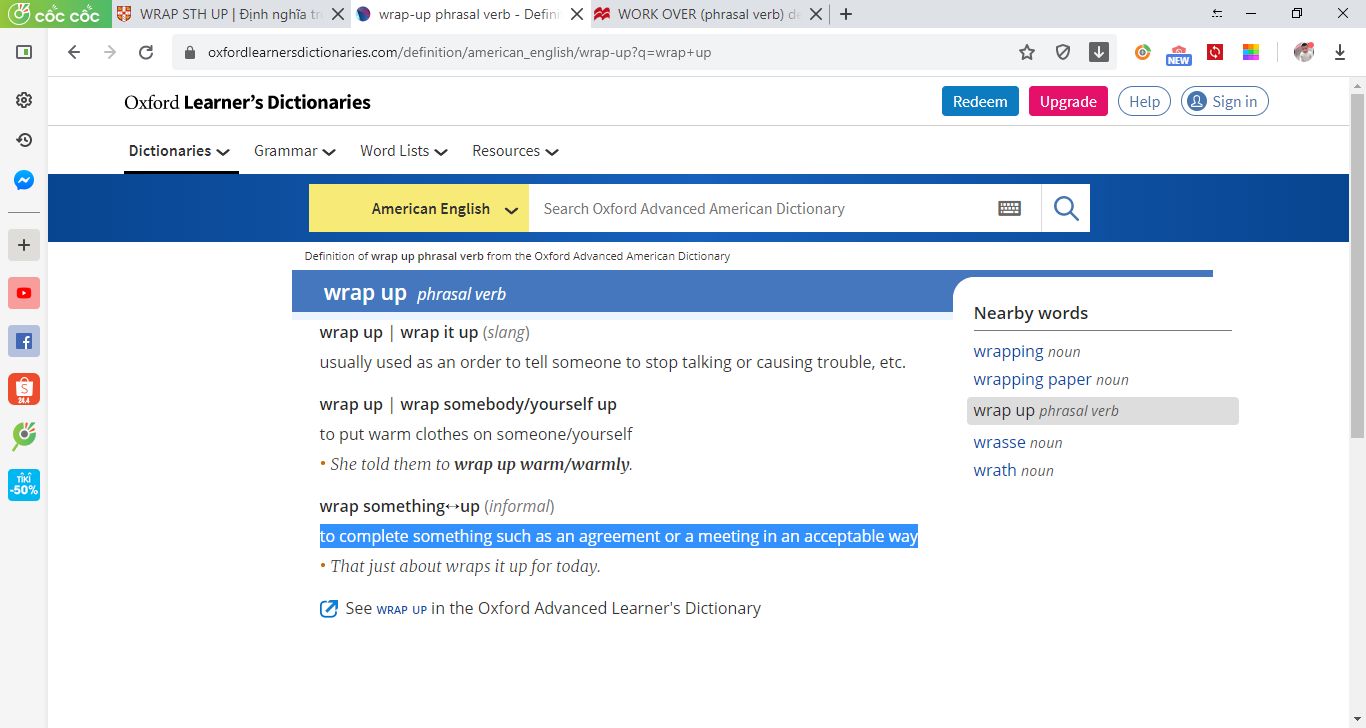 cốc cốc
WRAP STH UP | Định nghĩa tr
wrap-up phrasal verb - Defin
WORK OVER (phrasal verb) de
oxfordlearnersdictionaries.com/definition/american_english/wrap-up?q=wrap+up
NEW
Oxford Learner's Dictionaries
Redeem
Upgrade
Help
Sign in
Dictionaries
Grammar
Word Lists
Resources
American English
Search Oxford Advanced American Dictionary
Definition of wrap up phrasal verb from the Oxford Advanced American Dictionary
wrap up phrasal verb
wrap up | wrap it up (slang)
usually used as an order to tell someone to stop talking or causing trouble, etc.
wrap up | wrap somebody/yourself up
to put warm clothes on someone/yourself
• She told them to wrap up warm/warmly.
wrap something↔up (informal)
to complete something such as an agreement or a meeting in an acceptable way
• That just about wraps it up for today.
See WRAP UP in the Oxford Advanced Learner's Dictionary
Nearby words
wrapping noun
wrapping paper noun
wrap up phrasal verb
wrasse noun
wrath noun
S
24.4
TIKI
-50%